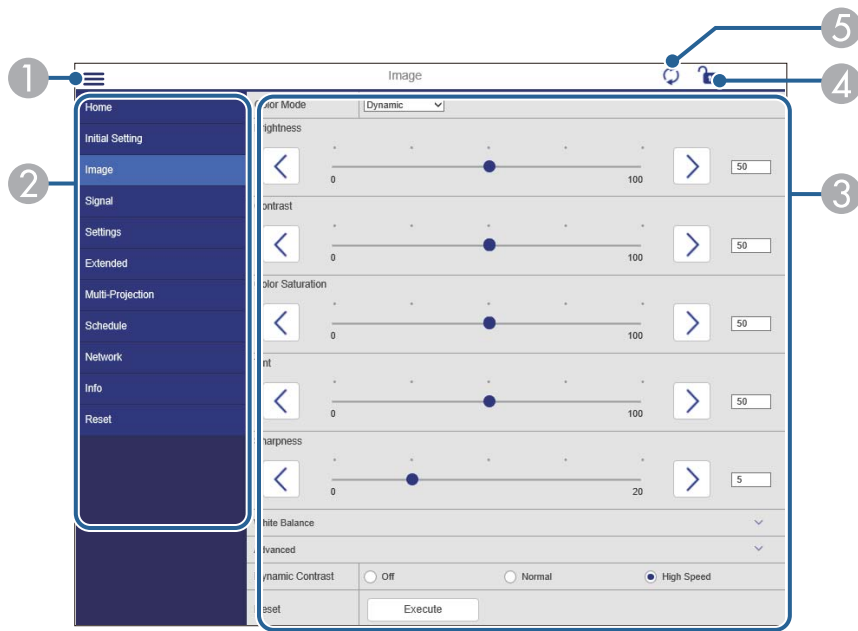 5
Image
1
4
Home
Initial Setting
Image
Signal
Settings
Extended
Multi-Projection
Schedule
Network
Info
Reset
2
3
olor Mode
Dynamic
rightness
0
100
50
ontrast
0
100
50
olor Saturation
0
100
50
nt
0
100
50
harpness
0
20
5
hite Balance
dvanced
ynamic Contrast
Off
Normal
High Speed
eset
Execute